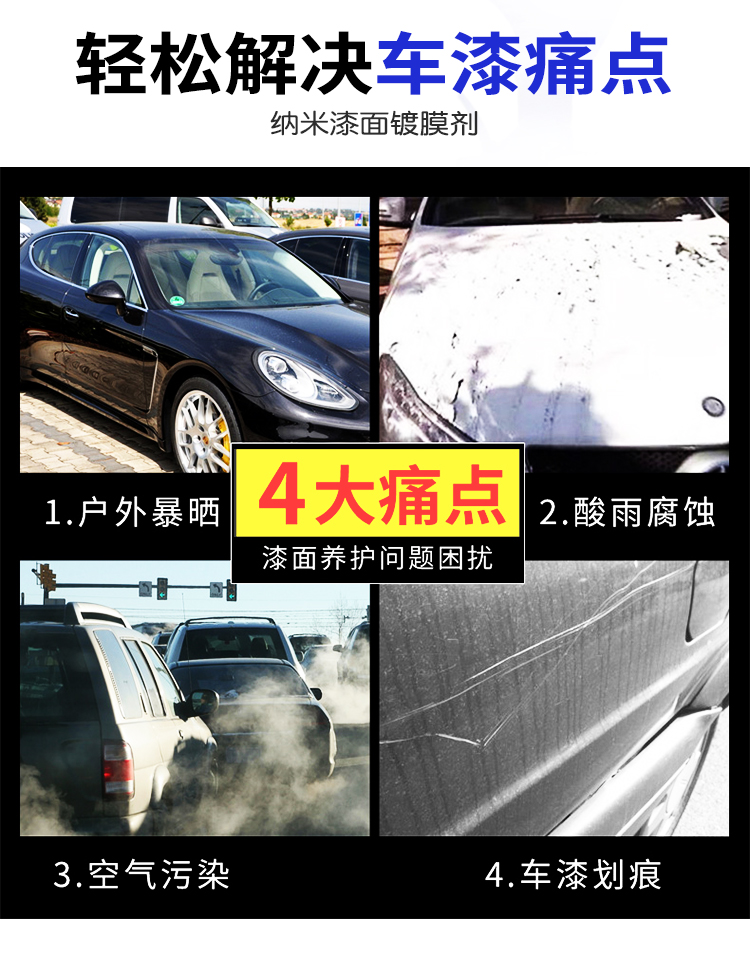 轻松解决车漆痛点
纳米漆面镀膜剂
1.户外暴晒
4大痛点
2.酸雨腐蚀
漆面养护问题困扰
3.空气污染
4.车漆划痕